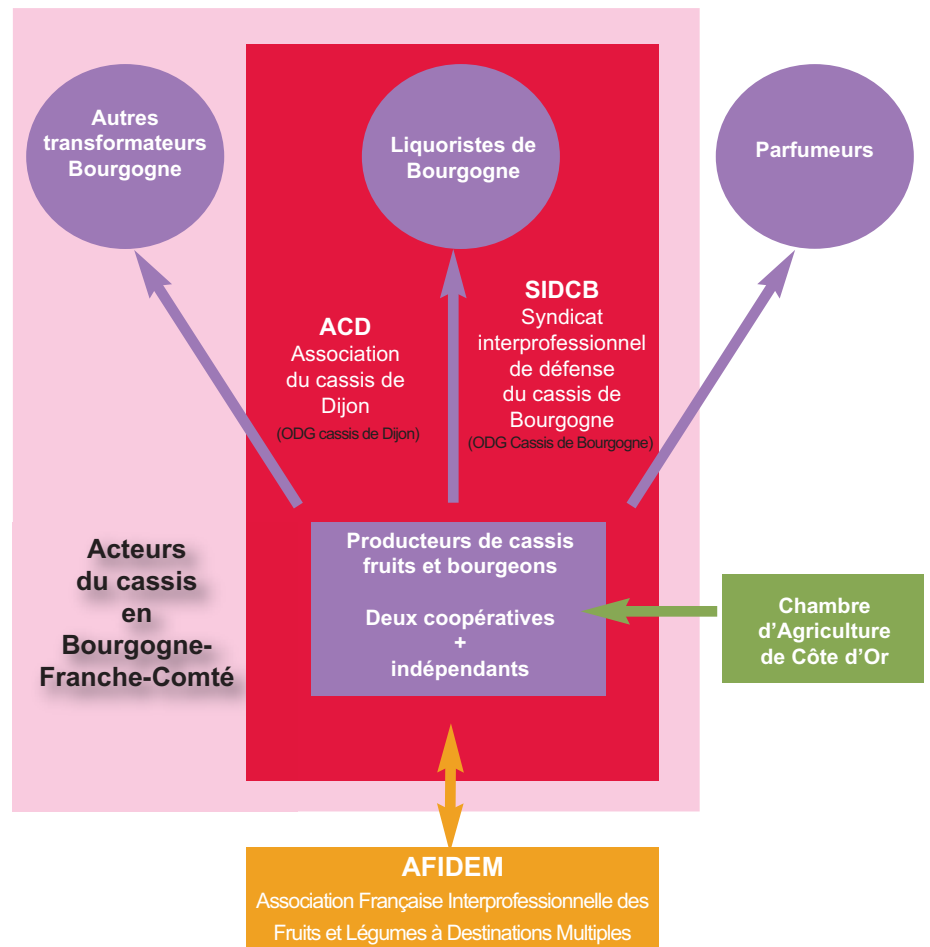 Autres
transformateurs
Bourgogne
Liquoristes de
Bourgogne
Parfumeurs
ACD
Association
du cassis de
Dijon
(ODG cassis de Dijon)
SIDCB
Syndicat
interprofessionnel
de défense
du cassis de
Bourgogne
(ODG Cassis de Bourgogne)
Acteurs
du cassis
en
Bourgogne-
Franche-Comté
Producteurs de cassis
fruits et bourgeons
Deux coopératives
+
indépendants
Chambre
d’Agriculture
de Côte d’Or
AFIDEM
Association Française Interprofessionnelle des
Fruits et Légumes à Destinations Multiples